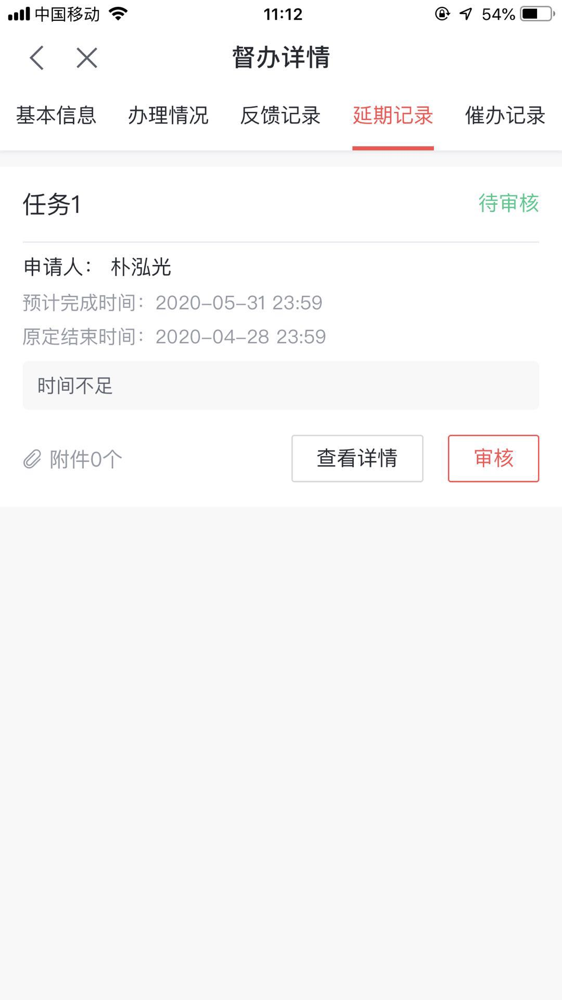 中国移动 11:12 54%
督办详情
基本信息 办理情况 反馈记录 延期记录 催办记录
任务1 待审核
申请人： 朴泓光
预计完成时间：2020-05-31 23:59
原定结束时间：2020-04-28 23:59
时间不足
附件0个 查看详情 审核